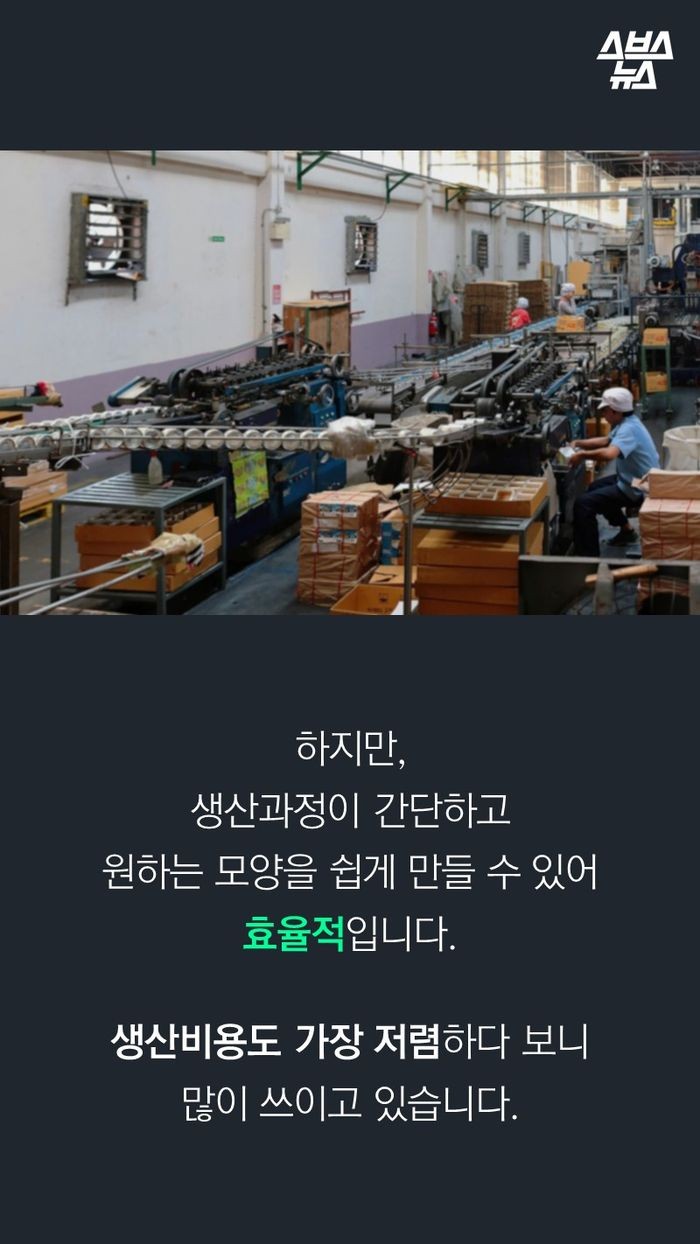 스브스
뉴스
하지만,
생산과정이 간단하고
원하는 모양을 쉽게 만들 수 있어
효율적입니다.
생산비용도 가장 저렴하다 보니
많이 쓰이고 있습니다.